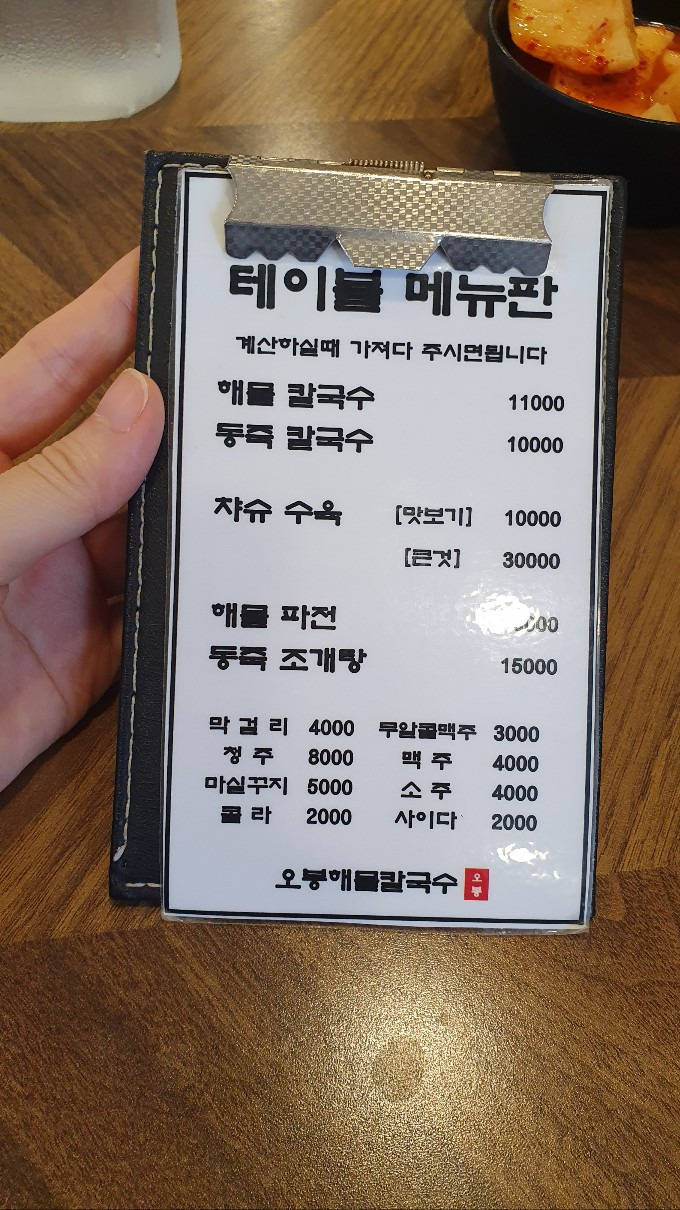 테이블 메뉴판
계산하실때 가져다 주시면됩니다
해물 칼국수 11000
동죽 칼국수 10000
챠슈 수육 [맛보기] 10000
[큰것] 30000
해물 파전
동죽 조개탕 15000
막걸리 4000 무알콜맥주 3000
청주 8000 맥주 4000
마실꾸지 5000 소주 4000
콜라 2000 사이다 2000
오봉해물칼국수 오봉